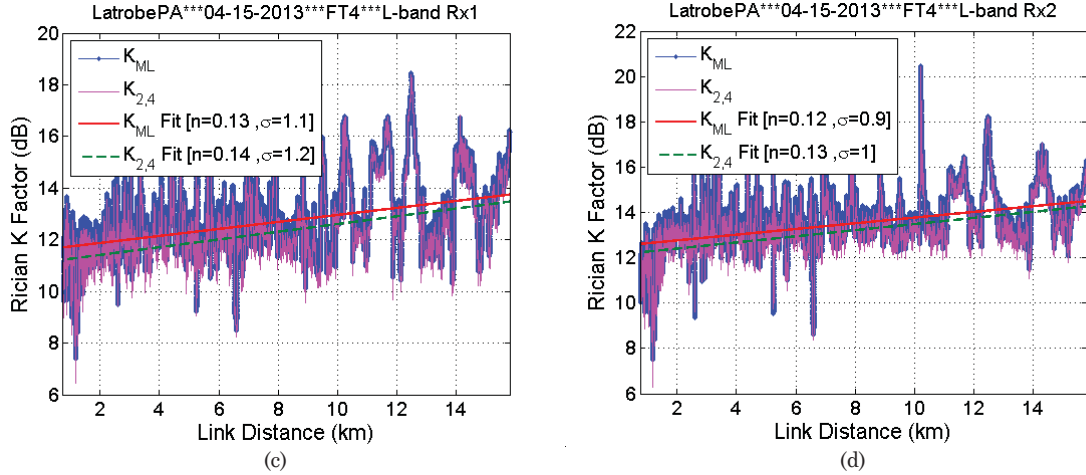 LatrobePA***04-15-2013***FT4***L-band Rx1
20
18
16
14
12
10
8
6
Rician K Factor (dB)
K_ML
K_2,4
K_ML Fit [n=0.13 ,σ=1.1]
K_2,4 Fit [n=0.14 ,σ=1.2]
2 4 6 8 10 12 14
Link Distance (km)
(c)
LatrobePA***04-15-2013***FT4***L-band Rx2
22
20
18
16
14
12
10
8
6
Rician K Factor (dB)
K_ML
K_2,4
K_ML Fit [n=0.12 ,σ=0.9]
K_2,4 Fit [n=0.13 ,σ=1]
2 4 6 8 10 12 14
Link Distance (km)
(d)